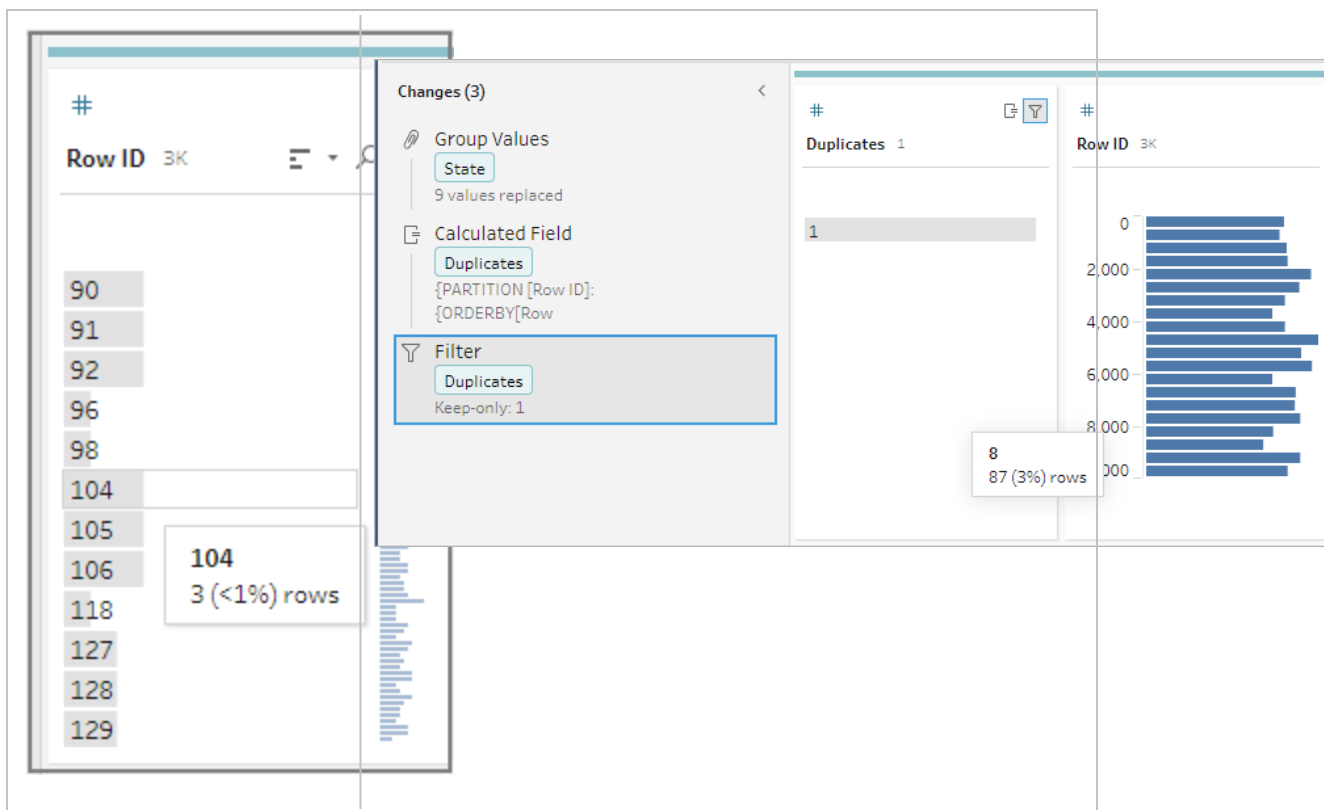 #
Row ID 3K
90
91
92
96
98
104
105
106
118
127
128
129
104
3 (<1%) rows
Changes (3)
Group Values
State
9 values replaced
Calculated Field
Duplicates
{PARTITION [Row ID]:
{ORDERBY[Row
Filter
Duplicates
Keep-only: 1
#
Duplicates 1
1
#
Row ID 3K
0
2,000
4,000
6,000
8,000
000
8
87 (3%) rows